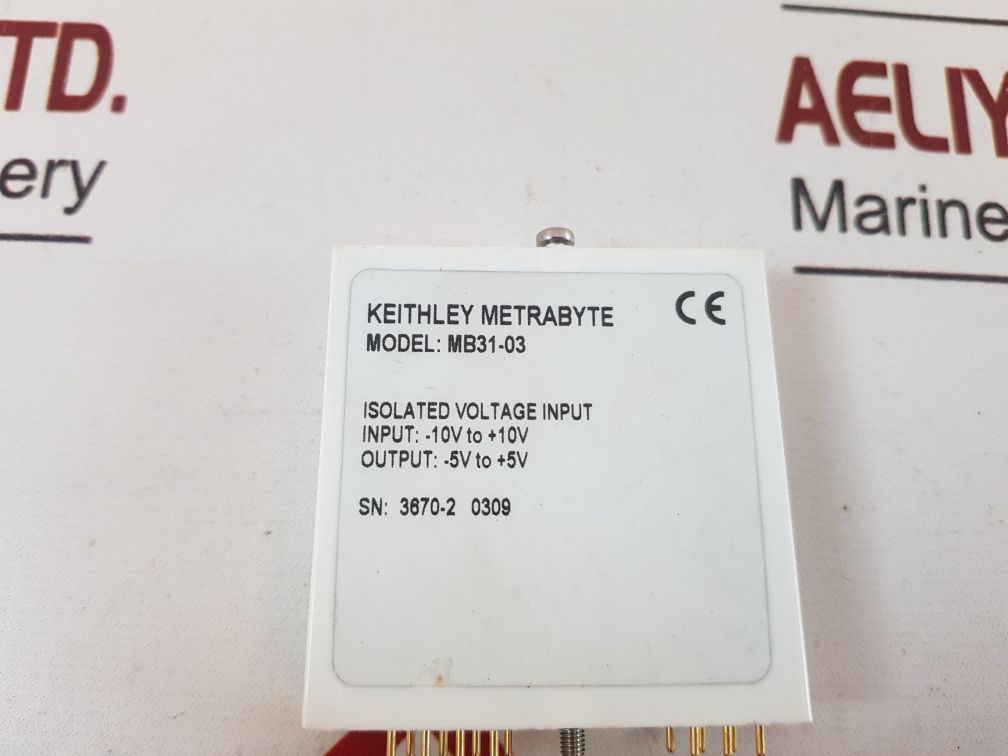 TD.
ery
AELIY
Marine
KEITHLEY METRABYTE CE
MODEL: MB31-03
ISOLATED VOLTAGE INPUT
INPUT: -10V to +10V
OUTPUT: -5V to +5V
SN: 3670-2 0309